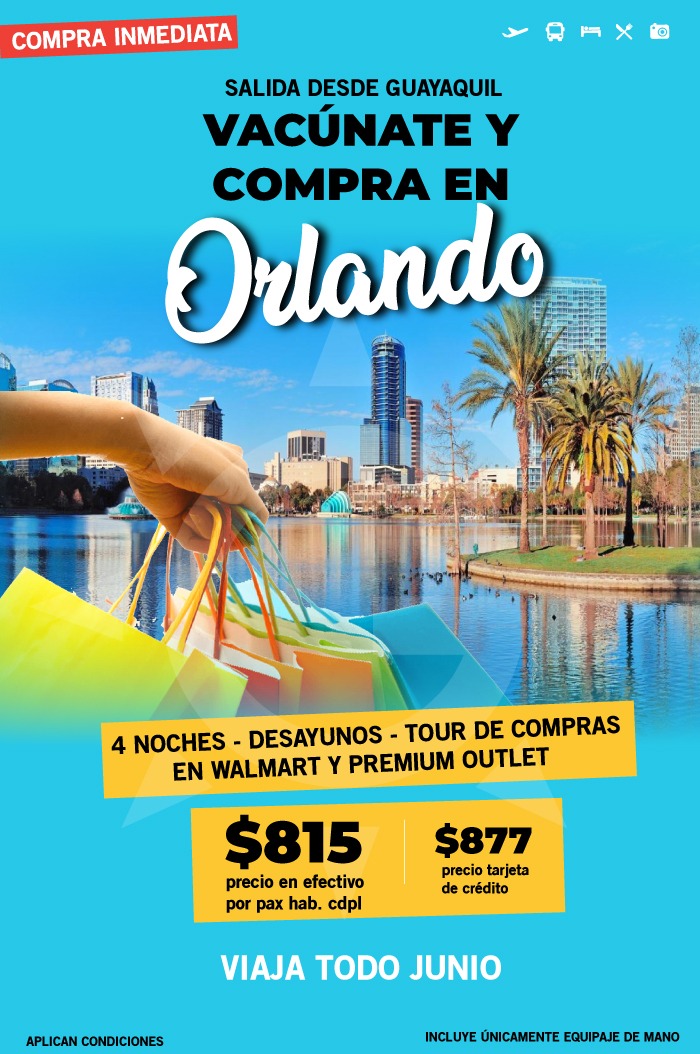 COMPRA INMEDIATA
SALIDA DESDE GUAYAQUIL
VACÚNATE Y
COMPRA EN
Orlando
4 NOCHES - DESAYUNOS - TOUR DE COMPRAS
EN WALMART Y PREMIUM OUTLET
$815
precio en efectivo
por pax hab. cdpl
$877
precio tarjeta
de crédito
VIAJA TODO JUNIO
APLICAN CONDICIONES
INCLUYE ÚNICAMENTE EQUIPAJE DE MANO